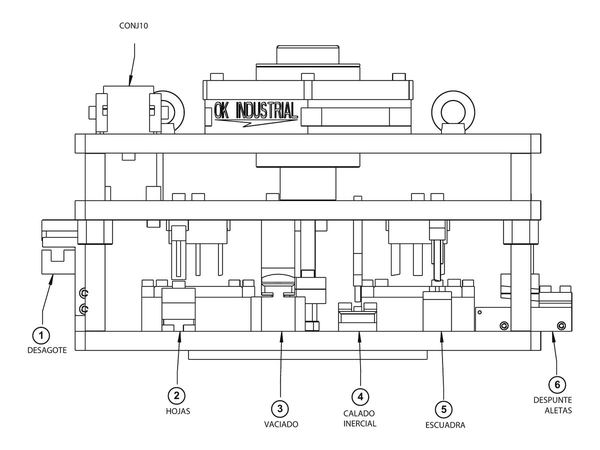 CONJ10
OK INDUSTRIAL
1
DESAGOTE
2
HOJAS
3
VACIADO
4
CALADO
INERCIAL
5
ESCUADRA
6
DESPUNTE
ALETAS